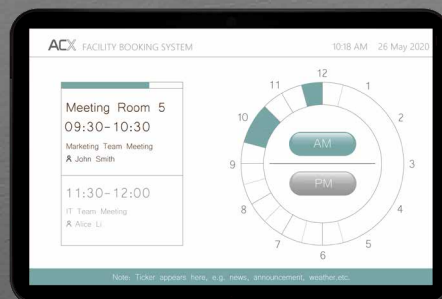 ACX FACILITY BOOKING SYSTEM
10:18 AM 26 May 2020
Meeting Room 5
09:30-10:30
Marketing Team Meeting
John Smith
11:30-12:00
IT Team Meeting
Alice Li
12
1
2
3
4
5
6
7
8
9
10
11
AM
PM
Note: Ticker appears here, e.g. news, announcement, weather.etc.